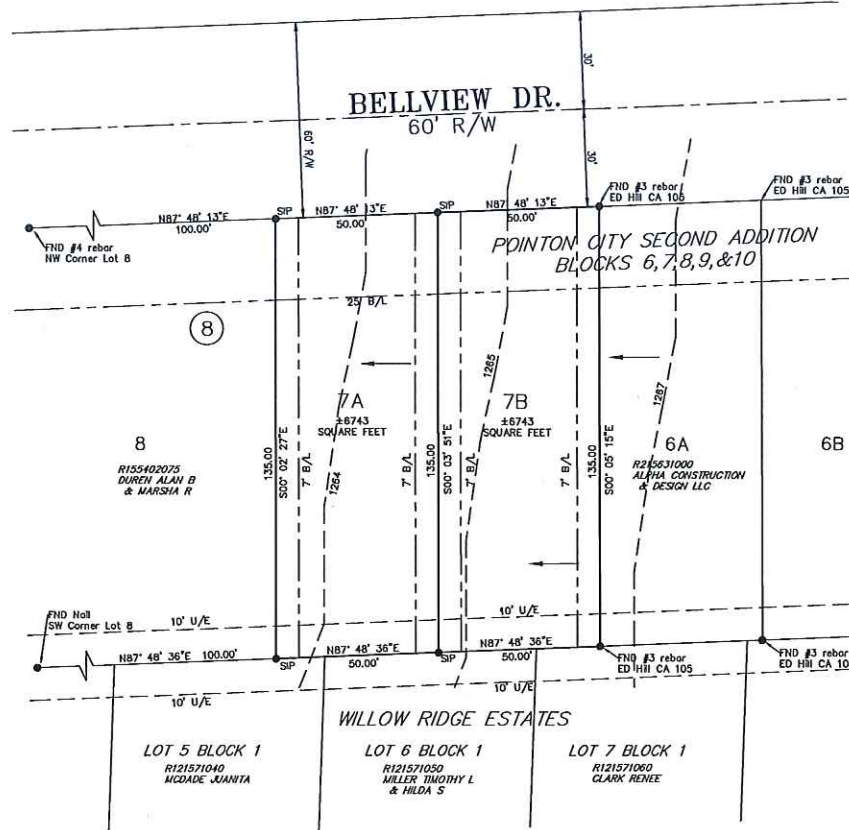 30'
BELLVIEW DR.
60' R/W
60' R/W
30'
FND #3 rebar
ED Hill CA 105
FND #3 rebar
ED Hill CA 105
SIP
N87° 48' 13"E
100.00'
N87° 48' 13"E
50.00'
SIP
N87° 48' 13"E
50.00'
FND #4 rebar
NW Corner Lot 8
POINTON CITY SECOND ADDITION
BLOCKS 6,7,8,9,&10
25' B/L
8
7A
±6743
SQUARE FEET
1265
7B
±6743
SQUARE FEET
1267
8
R155402075
DUREN ALAN B
& MARSHA R
135.00
S00° 02' 27"E
7' B/L
1264
7' B/L
135.00
S00° 03' 51"E
7' B/L
7' B/L
135.00
S00° 05' 15"E
6A
R215631000
ALPHA CONSTRUCTION
& DESIGN LLC
6B
FND Nail
SW Corner Lot 8
10' U/E
10' U/E
N87° 48' 36"E 100.00'
SIP
N87° 48' 36"E
50.00'
SIP
N87° 48' 36"E
50.00'
FND #3 rebar
ED Hill CA 105
FND #3 rebar
ED Hill CA 10
10' U/E
10' U/E
WILLOW RIDGE ESTATES
LOT 5 BLOCK 1
R121571040
MCDADE JUANITA
LOT 6 BLOCK 1
R121571050
MILLER TIMOTHY L
& HILDA S
LOT 7 BLOCK 1
R121571060
CLARK RENEE